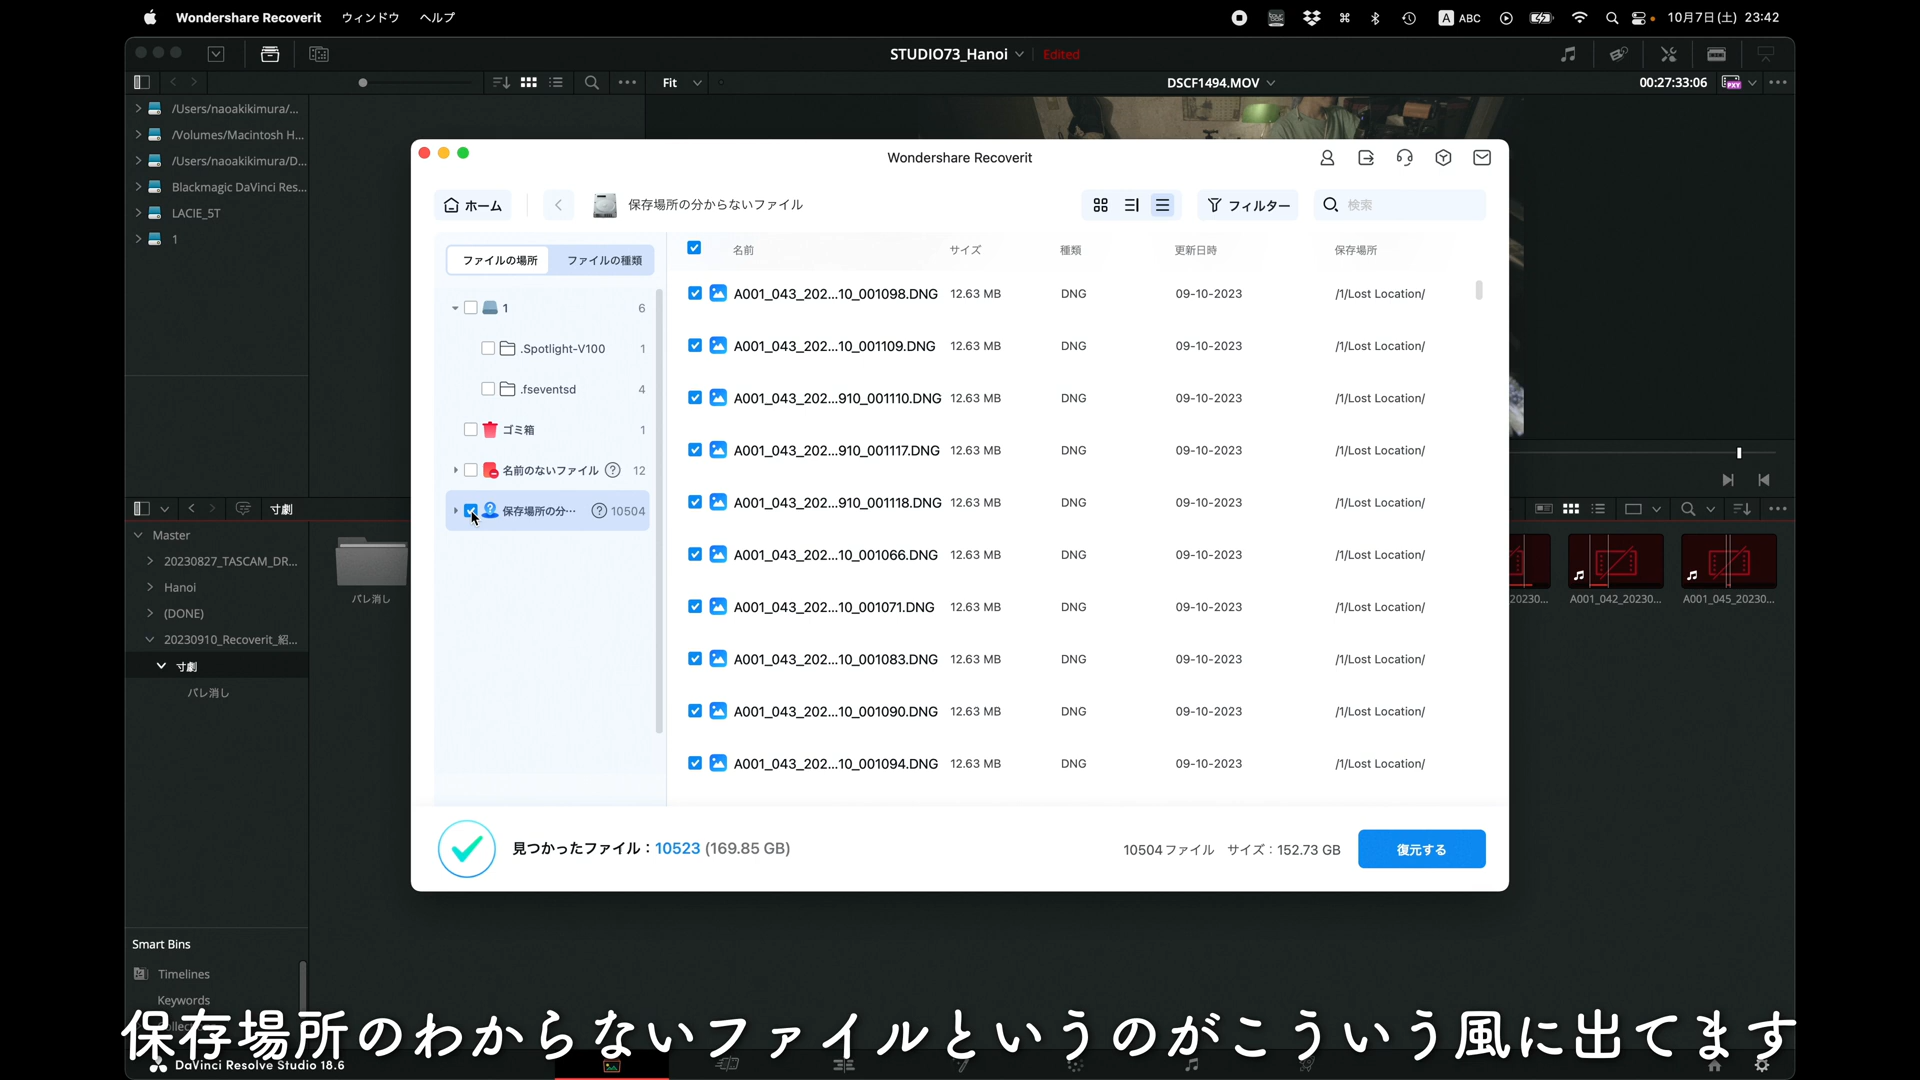 Wondershare Recoverit ウィンドウ ヘルプ
A ABC
10月7日(土) 23:42
STUDIO73_Hanoi Edited
Fit
DSCF1494.MOV
00:27:33:06
/Users/naoakikimura/...
/Volumes/Macintosh H...
/Users/naoakikimura/D...
Blackmagic DaVinci Res...
LACIE_5T
1
Wondershare Recoverit
ホーム
保存場所の分からないファイル
フィルター
検索
ファイルの場所 ファイルの種類
1 6
.Spotlight-V100 1
.fseventsd 4
ゴミ箱 1
名前のないファイル 12
保存場所の分… 10504
名前 サイズ 種類 更新日時 保存場所
A001_043_202...10_001098.DNG 12.63 MB DNG 09-10-2023 /1/Lost Location/
A001_043_202...10_001109.DNG 12.63 MB DNG 09-10-2023 /1/Lost Location/
A001_043_202...910_001110.DNG 12.63 MB DNG 09-10-2023 /1/Lost Location/
A001_043_202...910_001117.DNG 12.63 MB DNG 09-10-2023 /1/Lost Location/
A001_043_202...910_001118.DNG 12.63 MB DNG 09-10-2023 /1/Lost Location/
A001_043_202...10_001066.DNG 12.63 MB DNG 09-10-2023 /1/Lost Location/
A001_043_202...10_001071.DNG 12.63 MB DNG 09-10-2023 /1/Lost Location/
A001_043_202...10_001083.DNG 12.63 MB DNG 09-10-2023 /1/Lost Location/
A001_043_202...10_001090.DNG 12.63 MB DNG 09-10-2023 /1/Lost Location/
A001_043_202...10_001094.DNG 12.63 MB DNG 09-10-2023 /1/Lost Location/
見つかったファイル：10523 (169.85 GB)
10504ファイル サイズ：152.73 GB
復元する
寸劇
Master
20230827_TASCAM_DR...
Hanoi
(DONE)
20230910_Recoverit_紹...
寸劇
バレ消し
バレ消し
20230...
A001_042_20230...
A001_045_20230...
Smart Bins
Timelines
Keywords
保存場所のわからないファイルというのがこういう風に出てます
DaVinci Resolve Studio 18.6